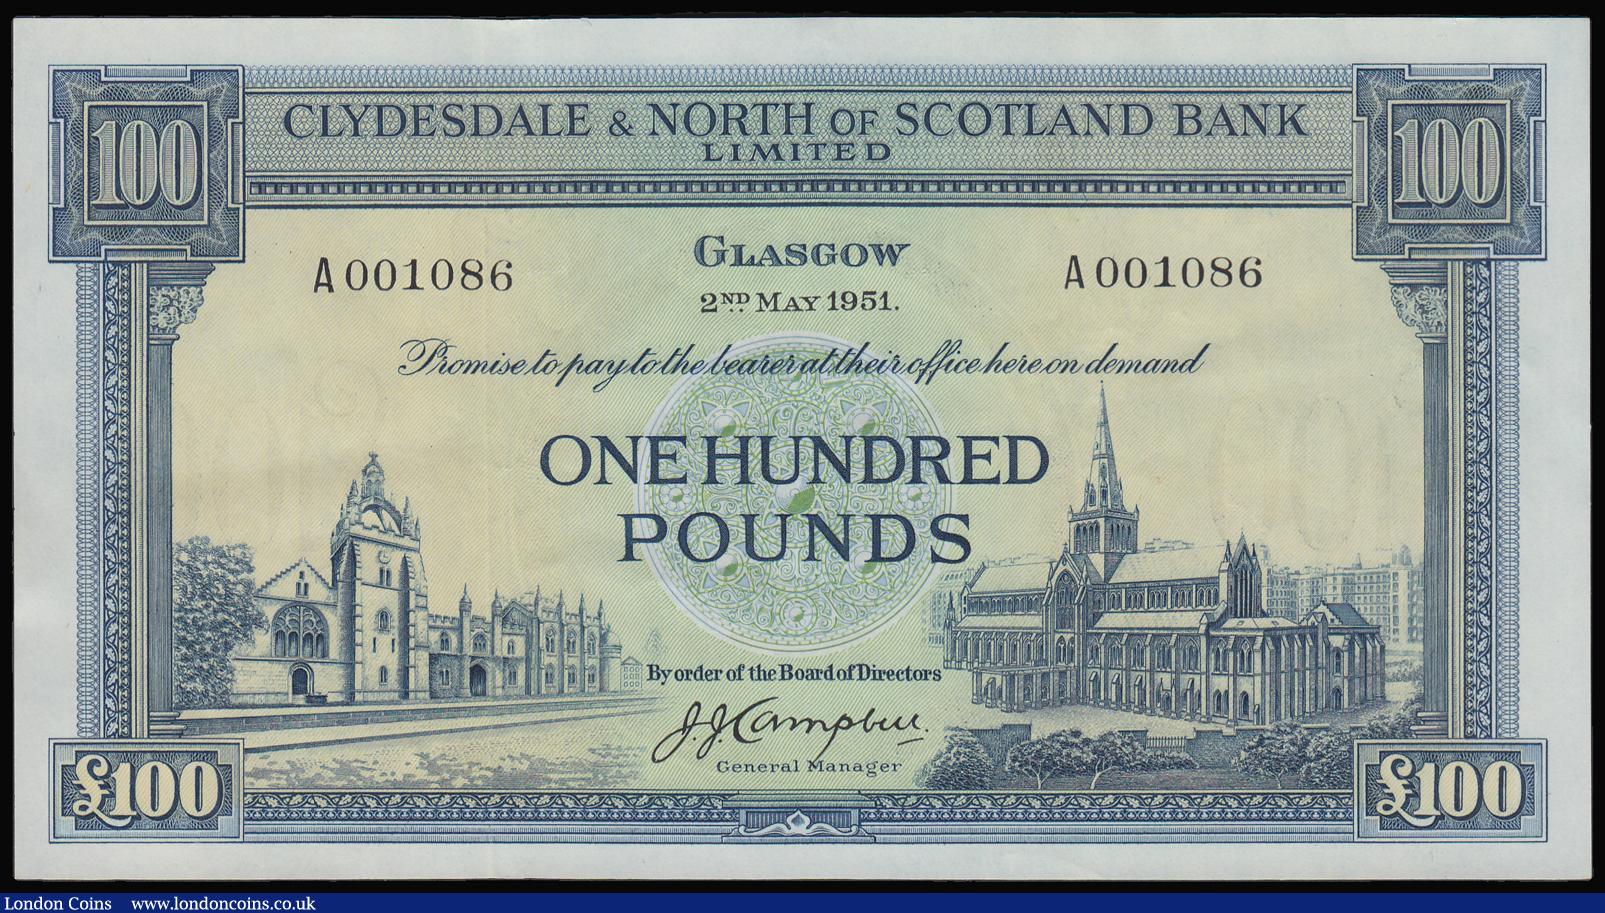 100 100
CLYDESDALE & NORTH OF SCOTLAND BANK
LIMITED
GLASGOW
A001086 A001086
2ND MAY 1951.
Promise to pay to the bearer at their office here on demand
ONE HUNDRED
POUNDS
By order of the Board of Directors
J.J. Campbell.
General Manager
£100 £100
London Coins www.londoncoins.co.uk